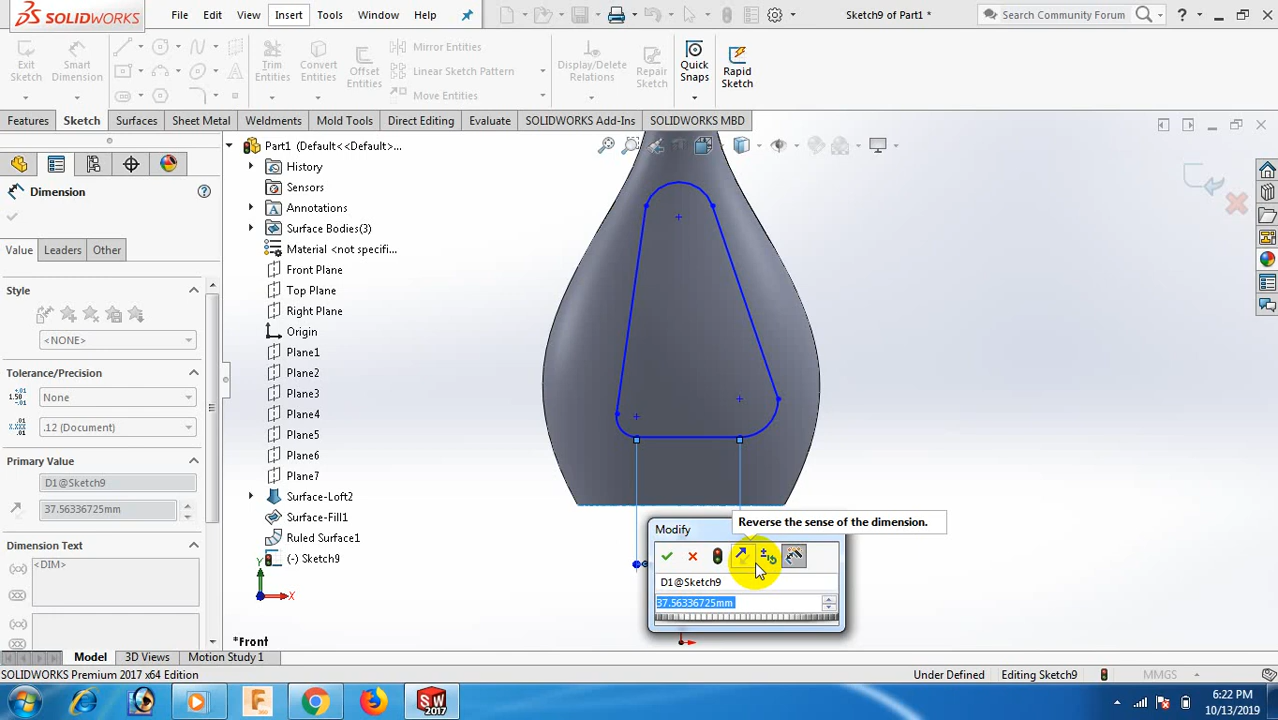 SOLIDWORKS
File
Edit
View
Insert
Tools
Window
Help
Sketch9 of Part1 *
Search Community Forum
?
Exit Sketch
Smart Dimension
Trim Entities
Convert Entities
Offset Entities
Mirror Entities
Linear Sketch Pattern
Move Entities
Display/Delete Relations
Repair Sketch
Quick Snaps
Rapid Sketch
Features
Sketch
Surfaces
Sheet Metal
Weldments
Mold Tools
Direct Editing
Evaluate
SOLIDWORKS Add-Ins
SOLIDWORKS MBD
Dimension
?
Value
Leaders
Other
Style
<NONE>
Tolerance/Precision
None
.12 (Document)
Primary Value
D1@Sketch9
37.56336725mm
Dimension Text
<DIM>
Part1 (Default<<Default>...
History
Sensors
Annotations
Surface Bodies(3)
Material <not specifi...
Front Plane
Top Plane
Right Plane
Origin
Plane1
Plane2
Plane3
Plane4
Plane5
Plane6
Plane7
Surface-Loft2
Surface-Fill1
Ruled Surface1
(-) Sketch9
Y
X
*Front
Modify
Reverse the sense of the dimension.
D1@Sketch9
37.56336725mm
Model
3D Views
Motion Study 1
SOLIDWORKS Premium 2017 x64 Edition
Under Defined
Editing Sketch9
MMGS
SW
2017
6:22 PM
10/13/2019